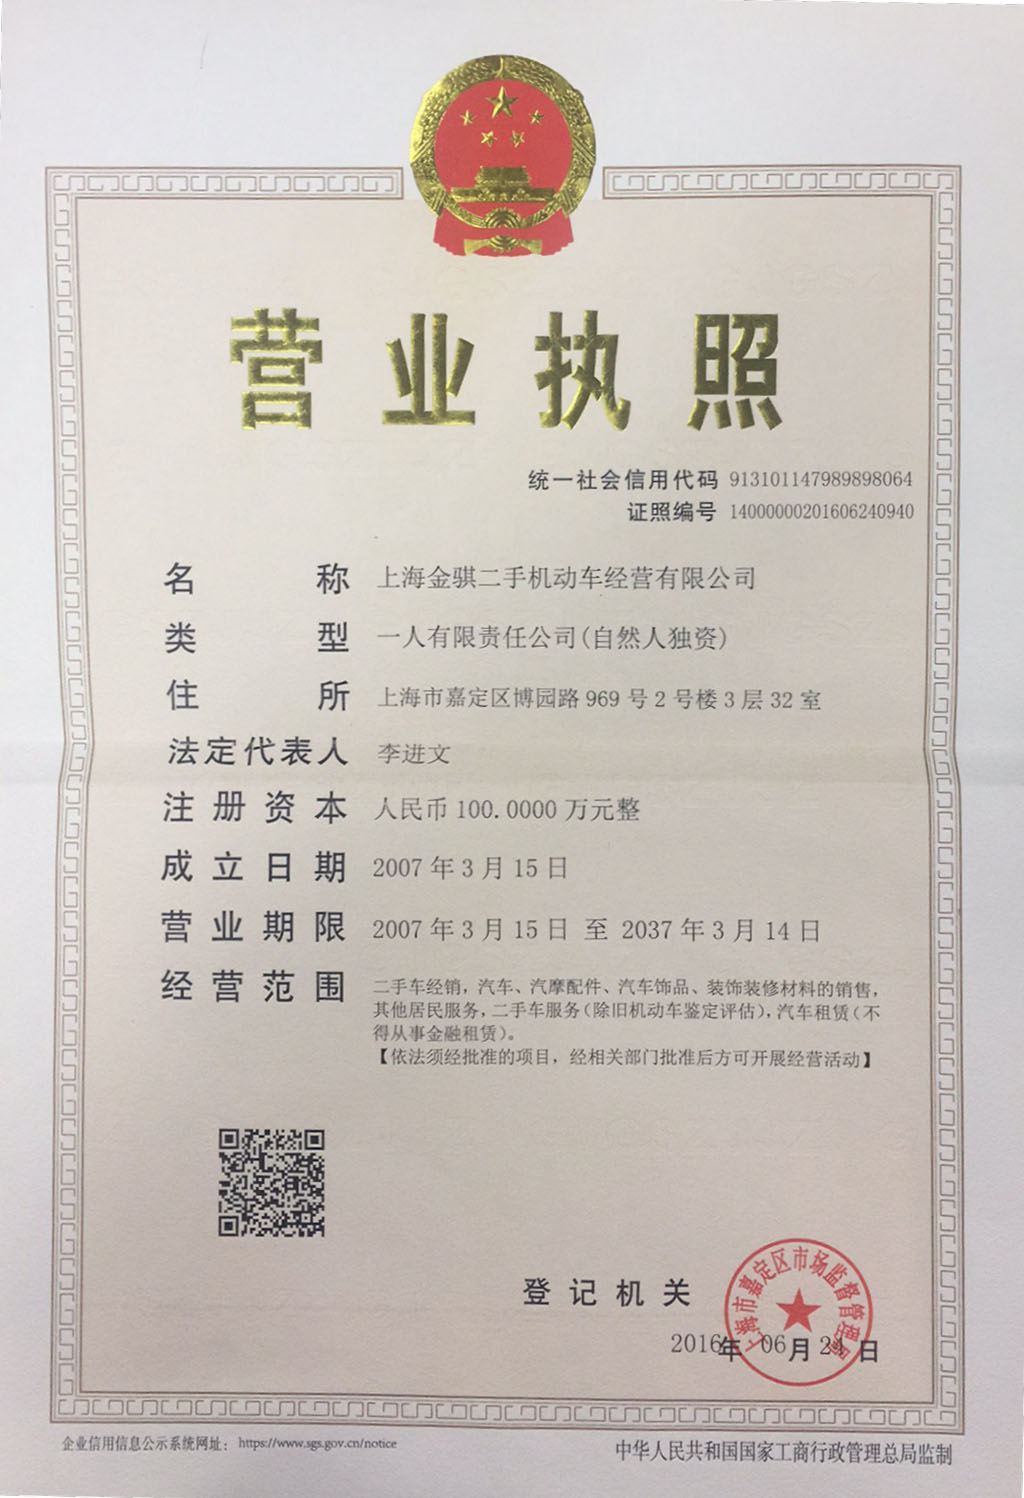 营业执照
统一社会信用代码 913101147989898064
证照编号 14000000201606240940
名称 上海金骐二手机动车经营有限公司
类型 一人有限责任公司(自然人独资)
住所 上海市嘉定区博园路969号2号楼3层32室
法定代表人 李进文
注册资本 人民币100.0000万元整
成立日期 2007年3月15日
营业期限 2007年3月15日 至 2037年3月14日
经营范围 二手车经销，汽车、汽摩配件、汽车饰品、装饰装修材料的销售，
其他居民服务，二手车服务(除旧机动车鉴定评估)，汽车租赁(不
得从事金融租赁)。
【依法须经批准的项目，经相关部门批准后方可开展经营活动】
登记机关
上海市嘉定区市场监督管理局
2016年06月24日
企业信用信息公示系统网址： https://www.sgs.gov.cn/notice
中华人民共和国国家工商行政管理总局监制